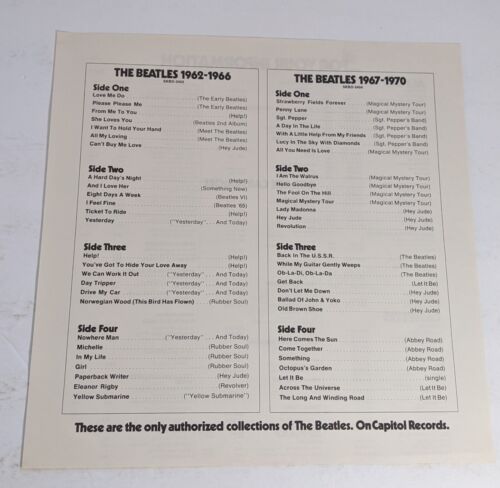 THE BEATLES 1962-1966
SKBO-3403
Side One
Love Me Do (The Early Beatles)
Please Please Me (The Early Beatles)
From Me To You (Help!)
She Loves You (Beatles 2nd Album)
I Want To Hold Your Hand (Meet The Beatles)
All My Loving (Meet The Beatles)
Can't Buy Me Love (Hey Jude)
Side Two
A Hard Day's Night (Help!)
And I Love Her (Something Now)
Eight Days A Week (Beatles VI)
I Feel Fine (Beatles '65)
Ticket To Ride (Help!)
Yesterday ("Yesterday" . . . And Today)
Side Three
Help! (Help!)
You've Got To Hide Your Love Away (Help!)
We Can Work It Out ("Yesterday" . . . And Today)
Day Tripper ("Yesterday" . . . And Today)
Drive My Car ("Yesterday" . . . And Today)
Norwegian Wood (This Bird Has Flown) (Rubber Soul)
Side Four
Nowhere Man ("Yesterday" . . . And Today)
Michelle (Rubber Soul)
In My Life (Rubber Soul)
Girl (Rubber Soul)
Paperback Writer (Hey Jude)
Eleanor Rigby (Revolver)
Yellow Submarine ("Yellow Submarine")
THE BEATLES 1967-1970
SKBO-3404
Side One
Strawberry Fields Forever (Magical Mystery Tour)
Penny Lane (Magical Mystery Tour)
Sgt. Pepper (Sgt. Pepper's Band)
A Day In The Life (Sgt. Pepper's Band)
With A Little Help From My Friends (Sgt. Pepper's Band)
Lucy In The Sky With Diamonds (Sgt. Pepper's Band)
All You Need Is Love (Magical Mystery Tour)
Side Two
I Am The Walrus (Magical Mystery Tour)
Hello Goodbye (Magical Mystery Tour)
The Fool On The Hill (Magical Mystery Tour)
Magical Mystery Tour (Magical Mystery Tour)
Lady Madonna (Hey Jude)
Hey Jude (Hey Jude)
Revolution (Hey Jude)
Side Three
Back In The U.S.S.R. (The Beatles)
While My Guitar Gently Weeps (The Beatles)
Ob-La-Di, Ob-La-Da (The Beatles)
Get Back (Let It Be)
Don't Let Me Down (Hey Jude)
Ballad Of John & Yoko (Hey Jude)
Old Brown Shoe (Hey Jude)
Side Four
Here Comes The Sun (Abbey Road)
Come Together (Abbey Road)
Something (Abbey Road)
Octopus's Garden (Abbey Road)
Let It Be (single)
Across The Universe (Let It Be)
The Long And Winding Road (Let It Be)
These are the only authorized collections of The Beatles. On Capitol Records.